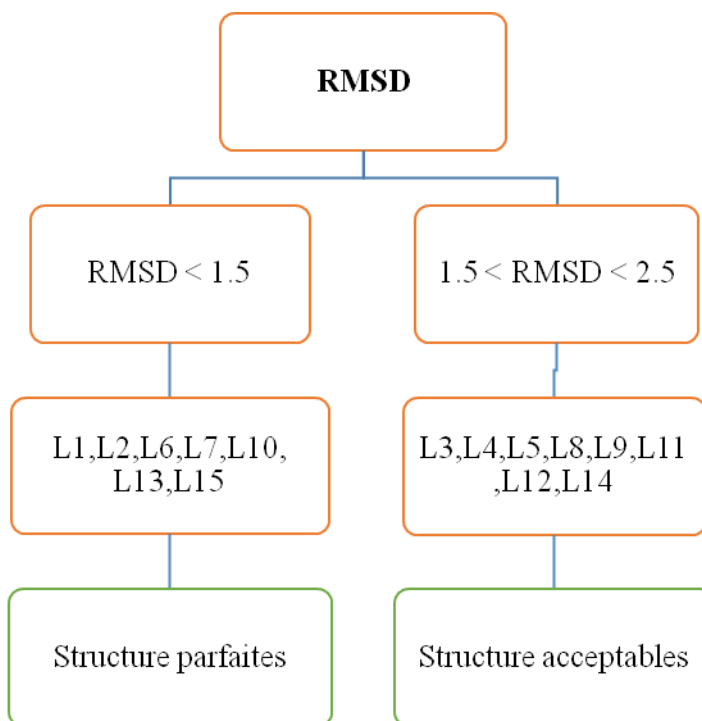 RMSD
RMSD < 1.5
1.5 < RMSD < 2.5
L1,L2,L6,L7,L10,
L13,L15
L3,L4,L5,L8,L9,L11
,L12,L14
Structure parfaites
Structure acceptables